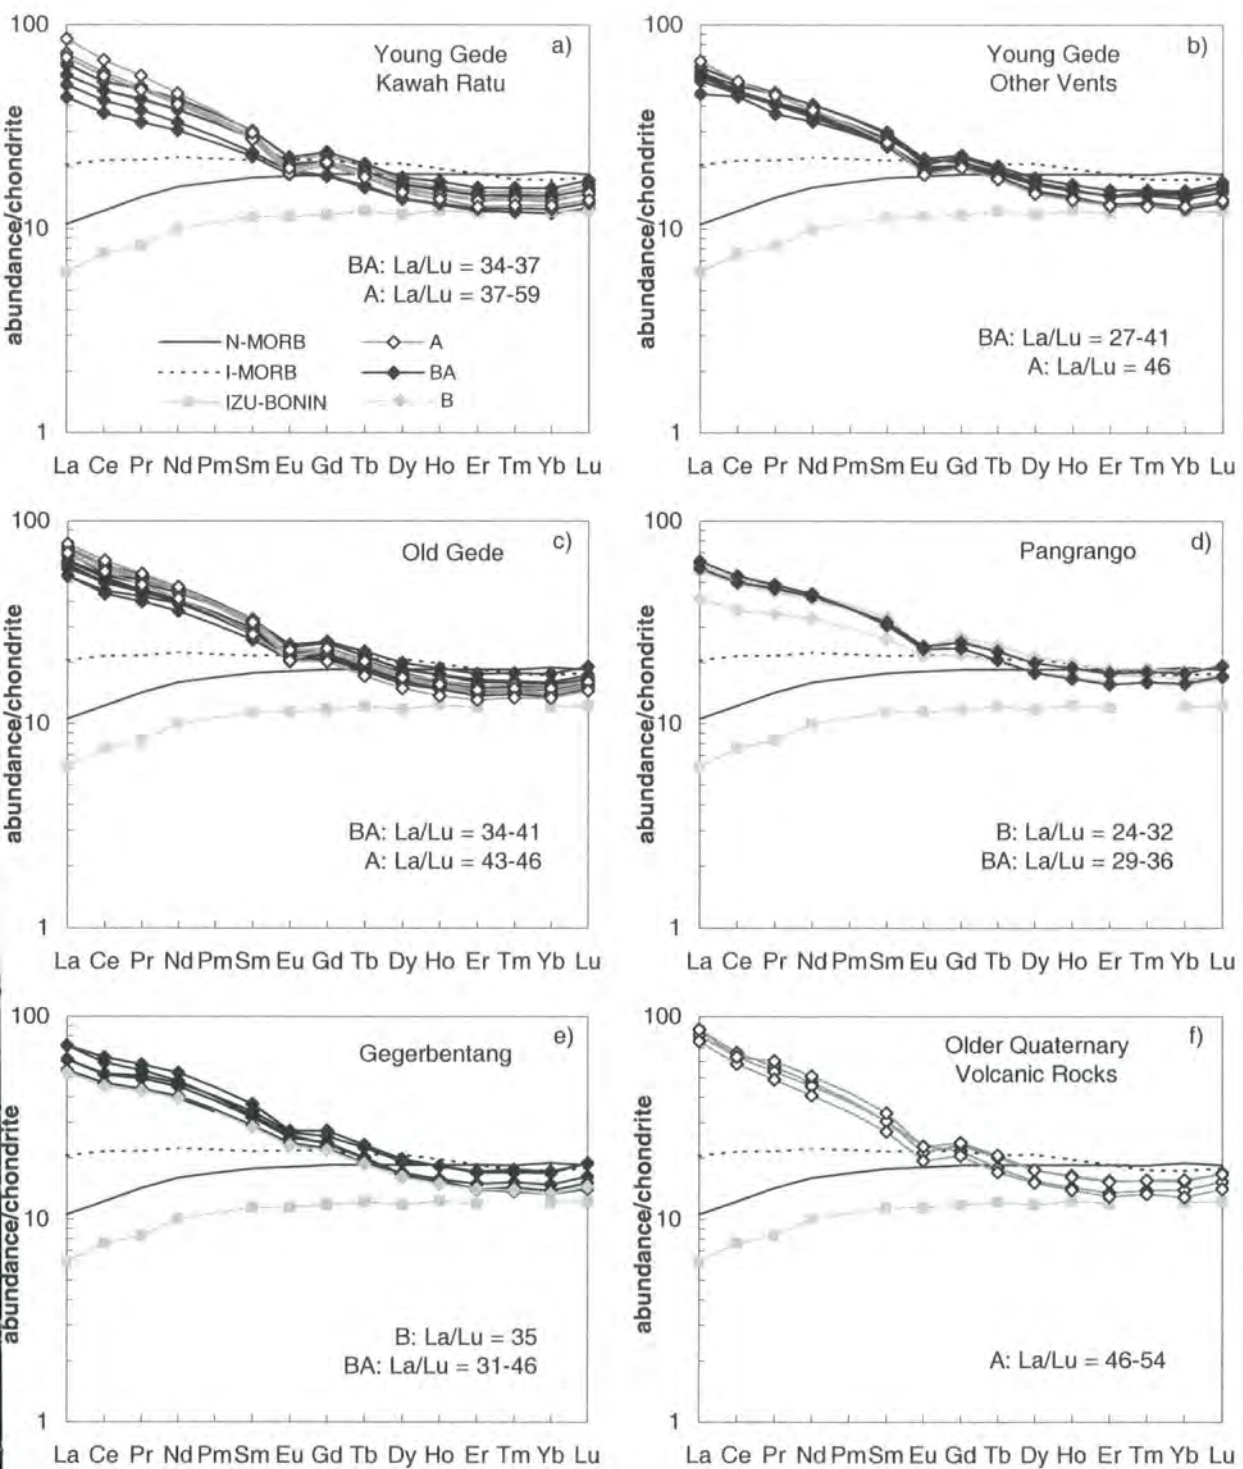 100
a)
Young Gede
Kawah Ratu
abundance/chondrite
10
BA: La/Lu = 34-37
A: La/Lu = 37-59
N-MORB
A
I-MORB
BA
IZU-BONIN
B
1
La Ce Pr Nd Pm Sm Eu Gd Tb Dy Ho Er Tm Yb Lu
100
b)
Young Gede
Other Vents
abundance/chondrite
10
BA: La/Lu = 27-41
A: La/Lu = 46
1
La Ce Pr Nd Pm Sm Eu Gd Tb Dy Ho Er Tm Yb Lu
100
c)
Old Gede
abundance/chondrite
10
BA: La/Lu = 34-41
A: La/Lu = 43-46
1
La Ce Pr Nd Pm Sm Eu Gd Tb Dy Ho Er Tm Yb Lu
100
d)
Pangrango
abundance/chondrite
10
B: La/Lu = 24-32
BA: La/Lu = 29-36
1
La Ce Pr Nd Pm Sm Eu Gd Tb Dy Ho Er Tm Yb Lu
100
e)
Gegerbentang
abundance/chondrite
10
B: La/Lu = 35
BA: La/Lu = 31-46
1
La Ce Pr Nd Pm Sm Eu Gd Tb Dy Ho Er Tm Yb Lu
100
f)
Older Quaternary
Volcanic Rocks
abundance/chondrite
10
A: La/Lu = 46-54
1
La Ce Pr Nd Pm Sm Eu Gd Tb Dy Ho Er Tm Yb Lu